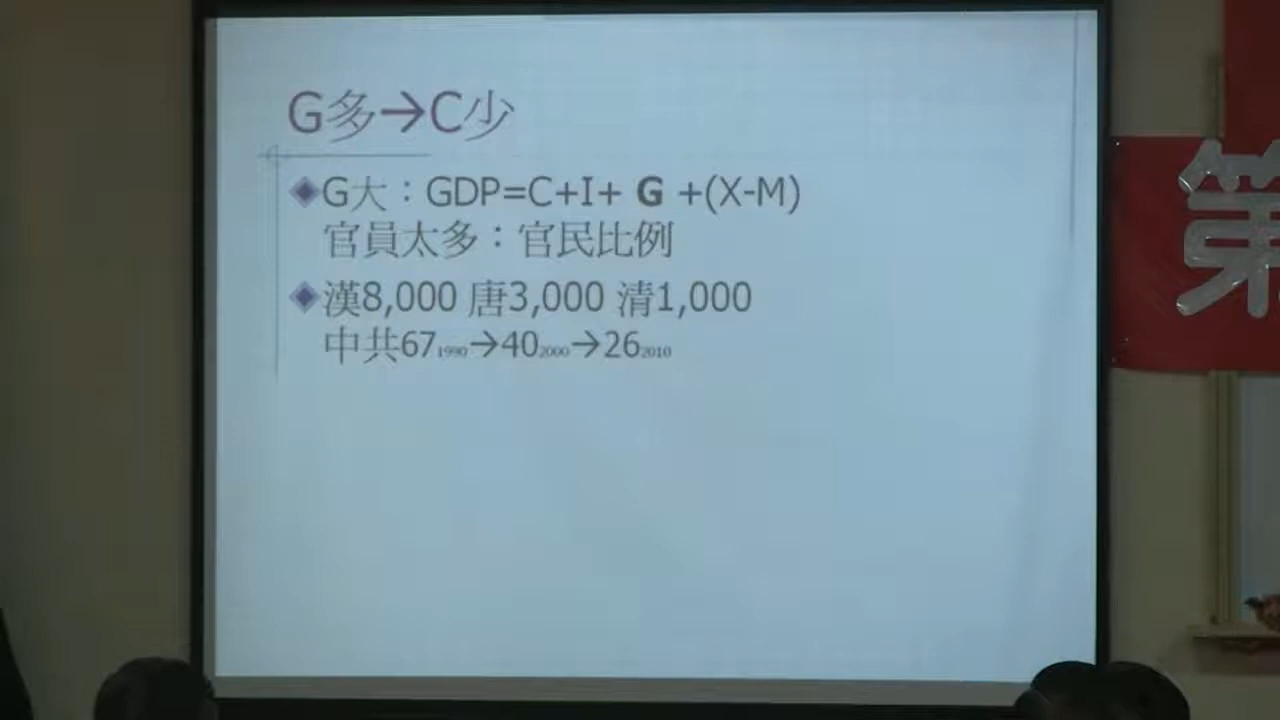 G多→C少
G大：GDP=C+I+ G +(X-M)
官員太多：官民比例
漢8,000 唐3,000 清1,000
中共671990→402000→262010
第